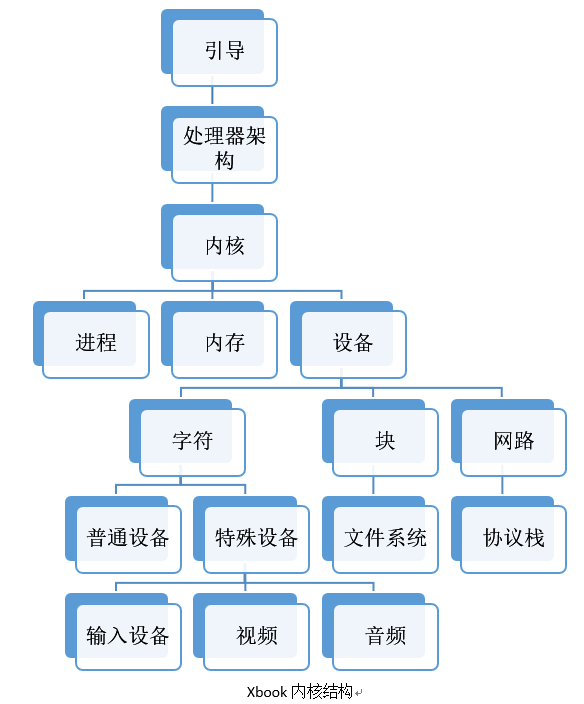 引导
处理器架
构
内核
进程
内存
设备
字符
块
网路
普通设备
特殊设备
文件系统
协议栈
输入设备
视频
音频
Xbook 内核结构